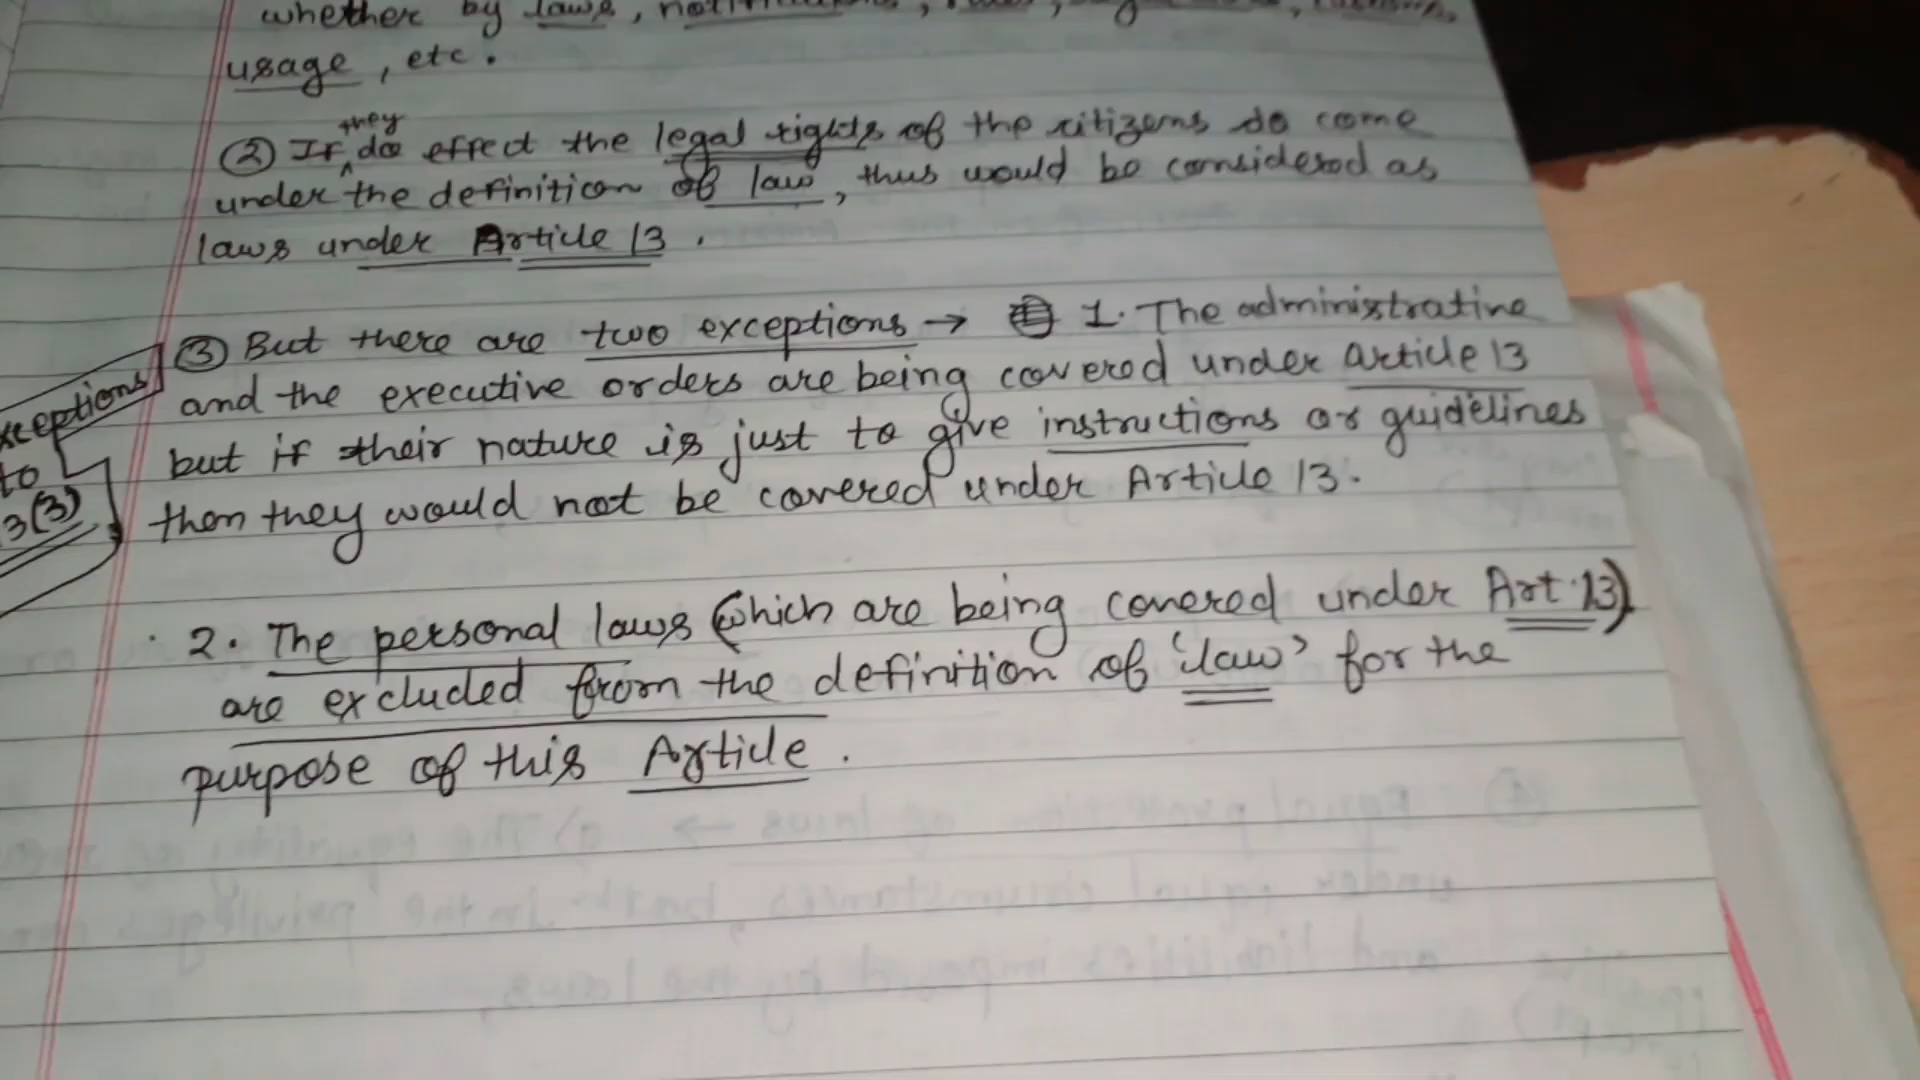 whether by laws,
usage, etc.
they
② If ^ do effect the legal rights of the citizens do come
under the definition of law, thus would be considered as
laws under Article 13.
③ But there are two exceptions → 1. The administrative
and the executive orders are being covered under article 13
but if their nature is just to give instructions or guidelines
then they would not be covered under Article 13.
xceptions
to
3(3)
2. The personal laws (which are being covered under Art. 13)
are excluded from the definition of 'law' for the
purpose of this Article.